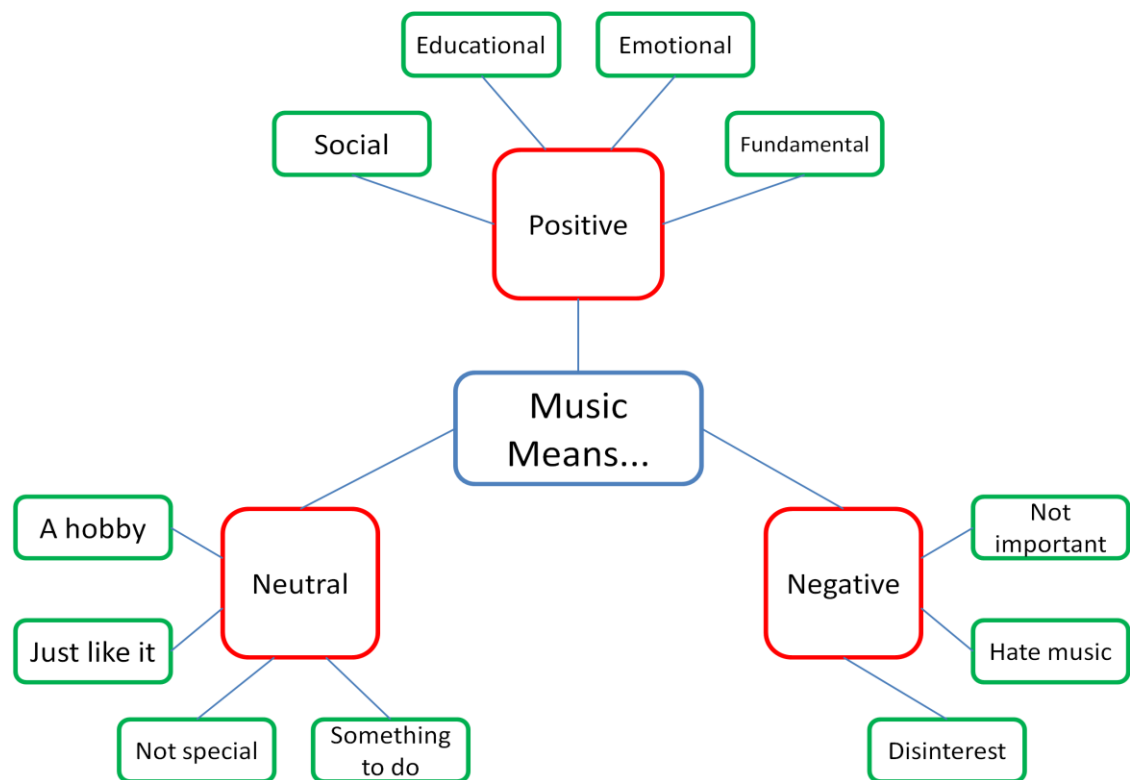 Educational
Emotional
Social
Fundamental
Positive
Music
Means...
A hobby
Just like it
Neutral
Not special
Something
to do
Negative
Not
important
Hate music
Disinterest